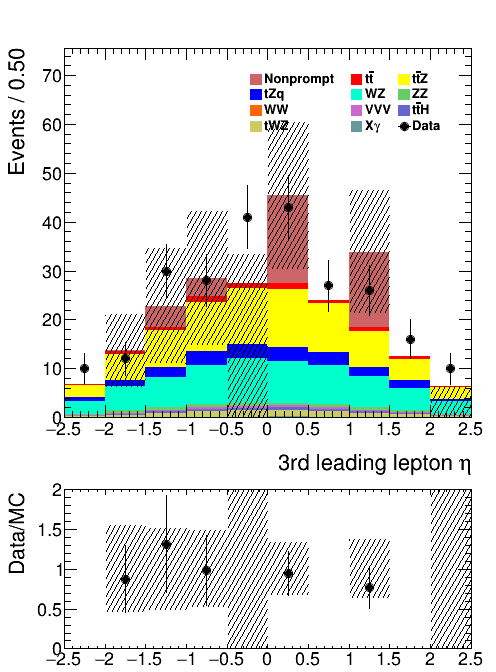 Events / 0.50
70
60
50
40
30
20
10
0
Nonprompt tt̄ tt̄Z
tZq WZ ZZ
WW VVV tt̄H
tWZ Xγ Data
−2.5 −2 −1.5 −1 −0.5 0 0.5 1 1.5 2 2.5
3rd leading lepton η
Data/MC
2
1.5
1
0.5
0
−2.5 −2 −1.5 −1 −0.5 0 0.5 1 1.5 2 2.5